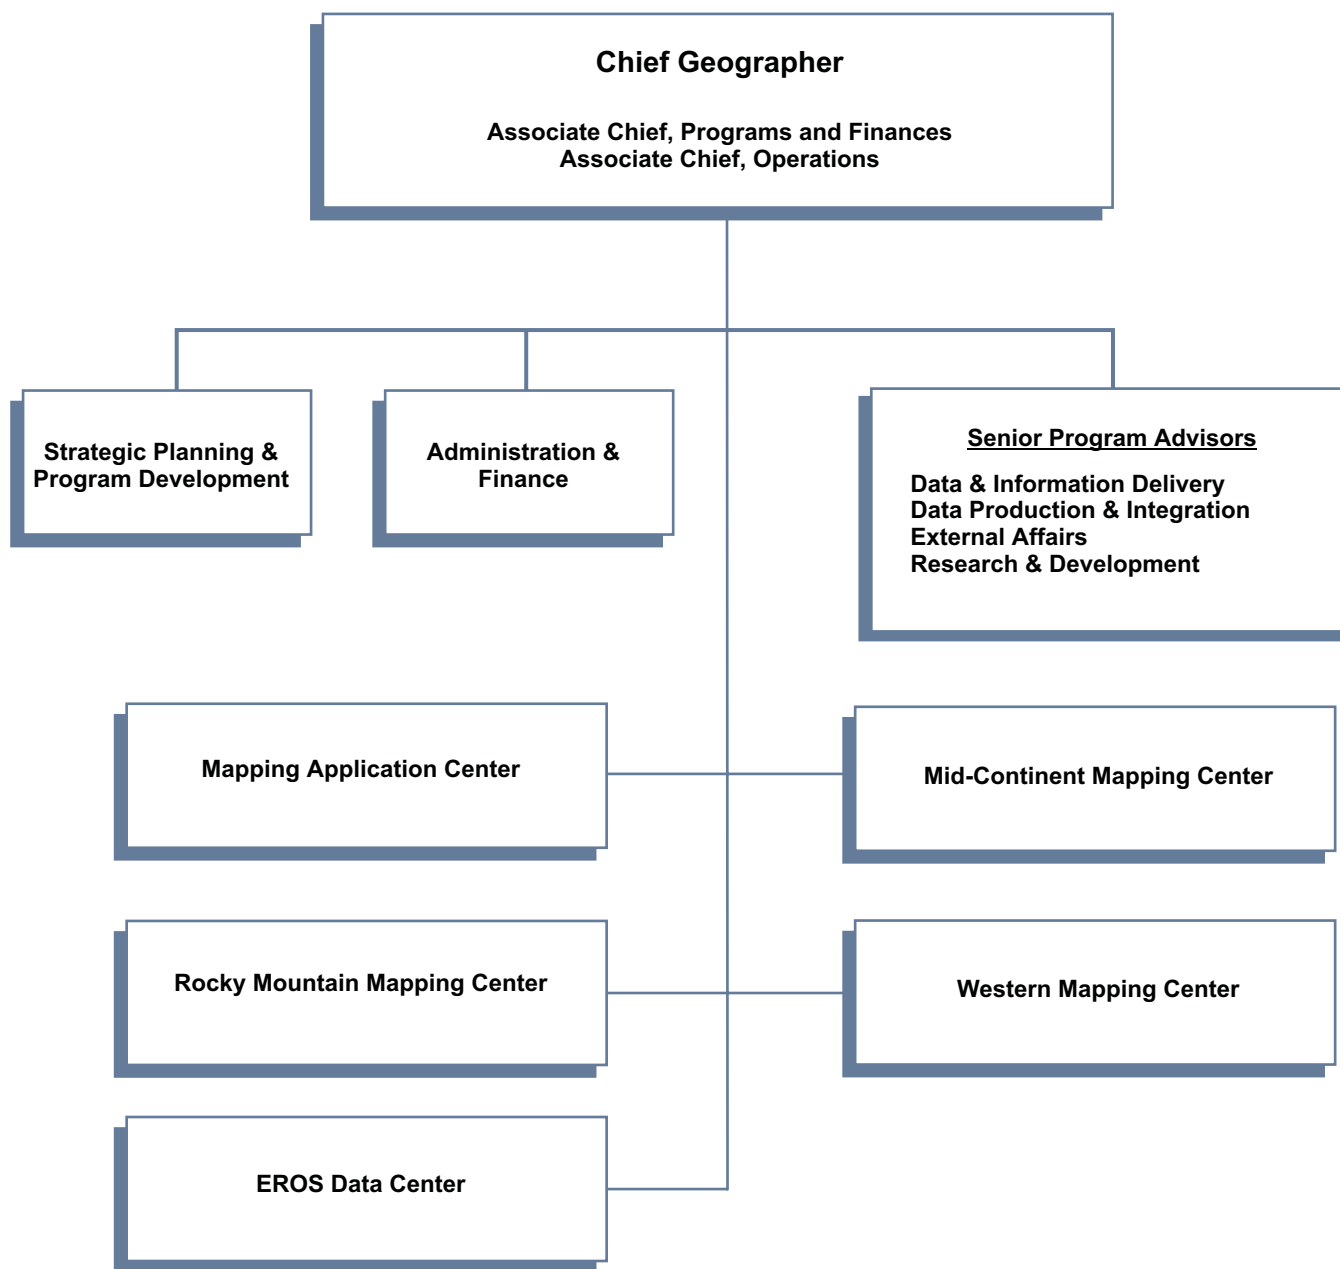 Chief Geographer
Associate Chief, Programs and Finances
Associate Chief, Operations
Strategic Planning &
Program Development
Administration &
Finance
Senior Program Advisors
Data & Information Delivery
Data Production & Integration
External Affairs
Research & Development
Mapping Application Center
Mid-Continent Mapping Center
Rocky Mountain Mapping Center
Western Mapping Center
EROS Data Center